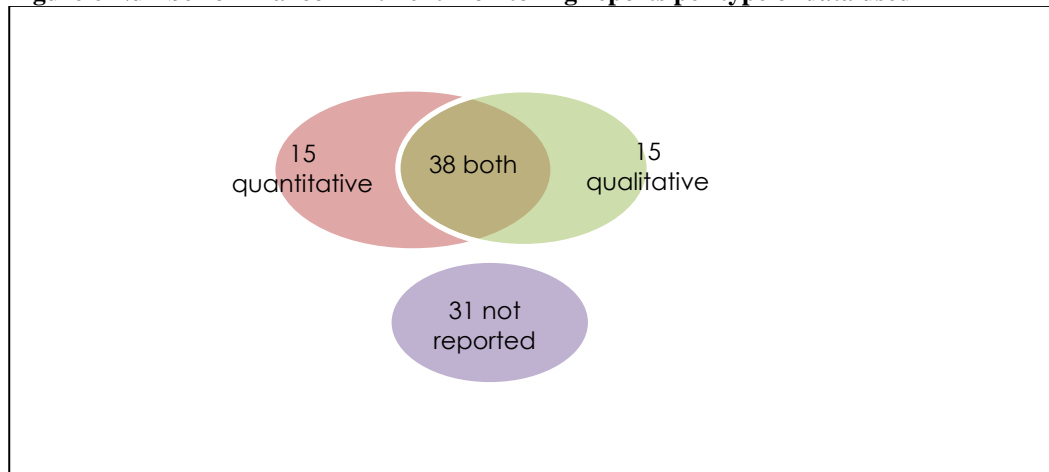 15
quantitative
38 both
15
qualitative
31 not
reported